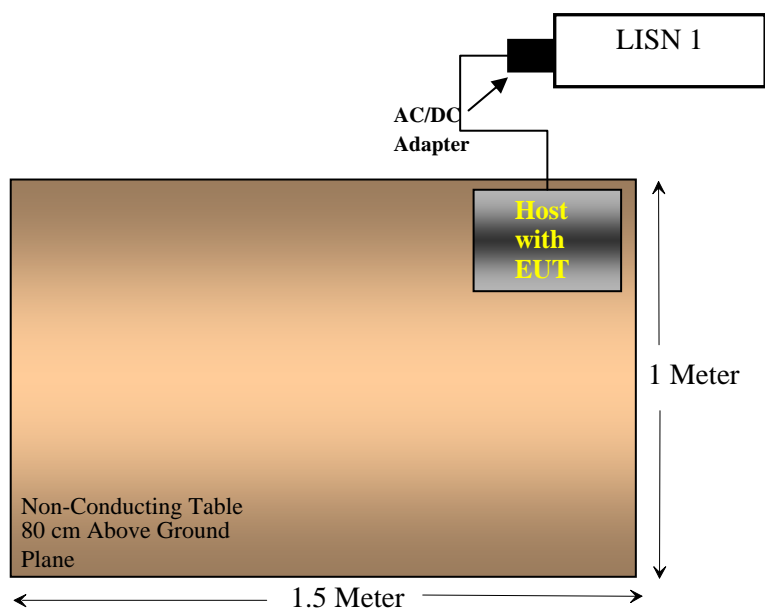 LISN 1
AC/DC
Adapter
Host
with
EUT
1 Meter
Non-Conducting Table
80 cm Above Ground
Plane
1.5 Meter